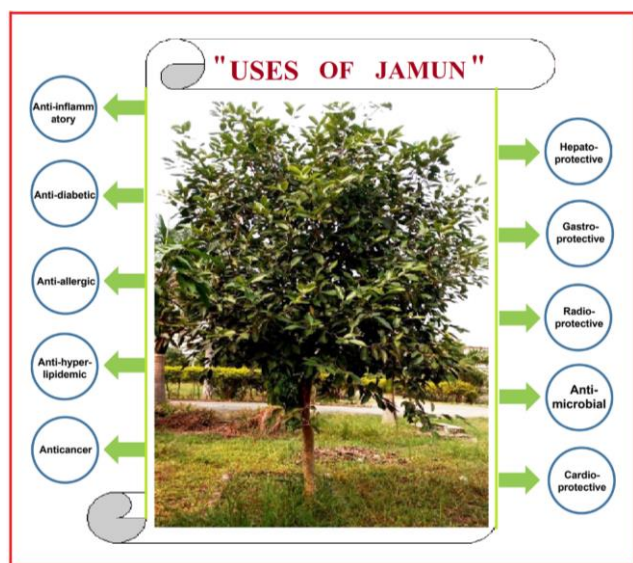 "USES OF JAMUN"
Anti-inflamm
atory
Anti-diabetic
Anti-allergic
Anti-hyper-
lipidemic
Anticancer
Hepato-
protective
Gastro-
protective
Radio-
protective
Anti-
microbial
Cardio-
protective